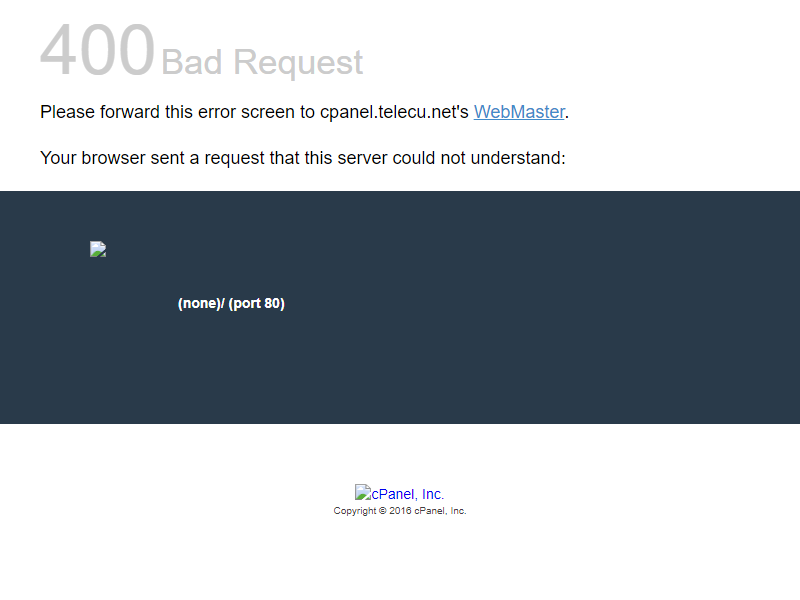 400 Bad Request
Please forward this error screen to cpanel.telecu.net's WebMaster.
Your browser sent a request that this server could not understand:
(none)/ (port 80)
cPanel, Inc.
Copyright © 2016 cPanel, Inc.